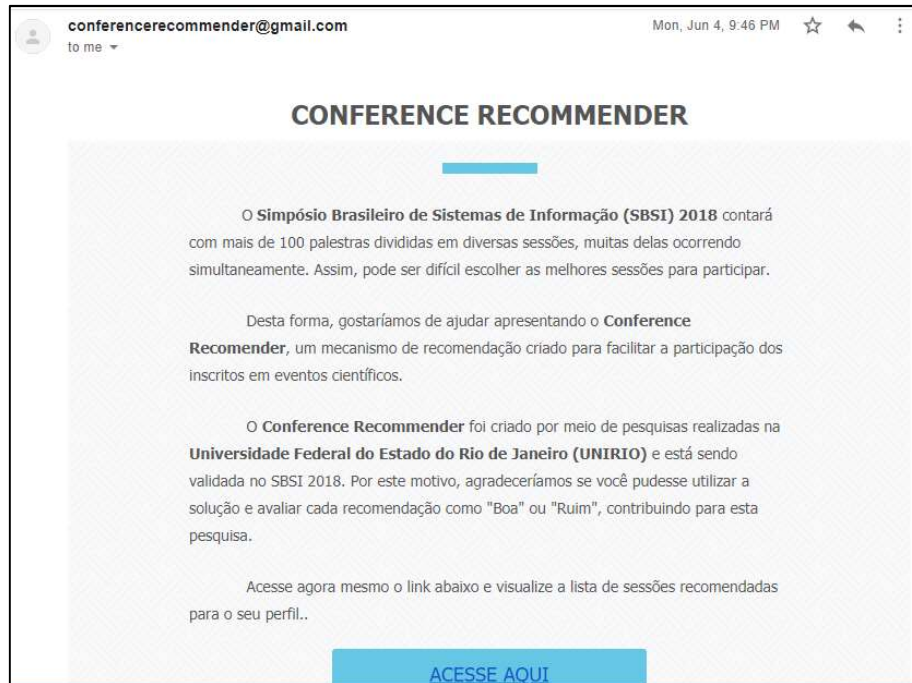 conferencerecommender@gmail.com Mon, Jun 4, 9:46 PM
to me
CONFERENCE RECOMMENDER
O Simpósio Brasileiro de Sistemas de Informação (SBSI) 2018 contará
com mais de 100 palestras divididas em diversas sessões, muitas delas ocorrendo
simultaneamente. Assim, pode ser difícil escolher as melhores sessões para participar.
Desta forma, gostaríamos de ajudar apresentando o Conference
Recomender, um mecanismo de recomendação criado para facilitar a participação dos
inscritos em eventos científicos.
O Conference Recommender foi criado por meio de pesquisas realizadas na
Universidade Federal do Estado do Rio de Janeiro (UNIRIO) e está sendo
validada no SBSI 2018. Por este motivo, agradeceríamos se você pudesse utilizar a
solução e avaliar cada recomendação como "Boa" ou "Ruim", contribuindo para esta
pesquisa.
Acesse agora mesmo o link abaixo e visualize a lista de sessões recomendadas
para o seu perfil..
ACESSE AQUI